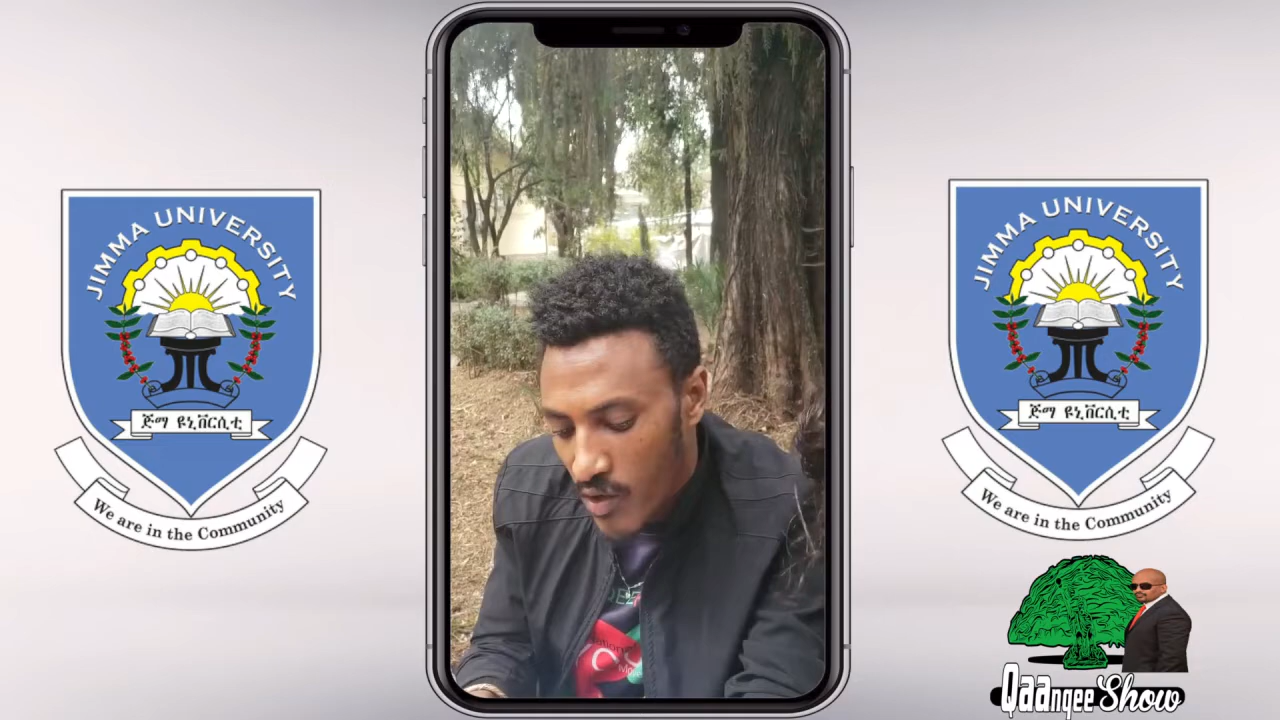 JIMMA UNIVERSITY
ጅማ ዩኒቨርሲቲ
We are in the Community
JIMMA UNIVERSITY
ጅማ ዩኒቨርሲቲ
We are in the Community
Qaanqee Show